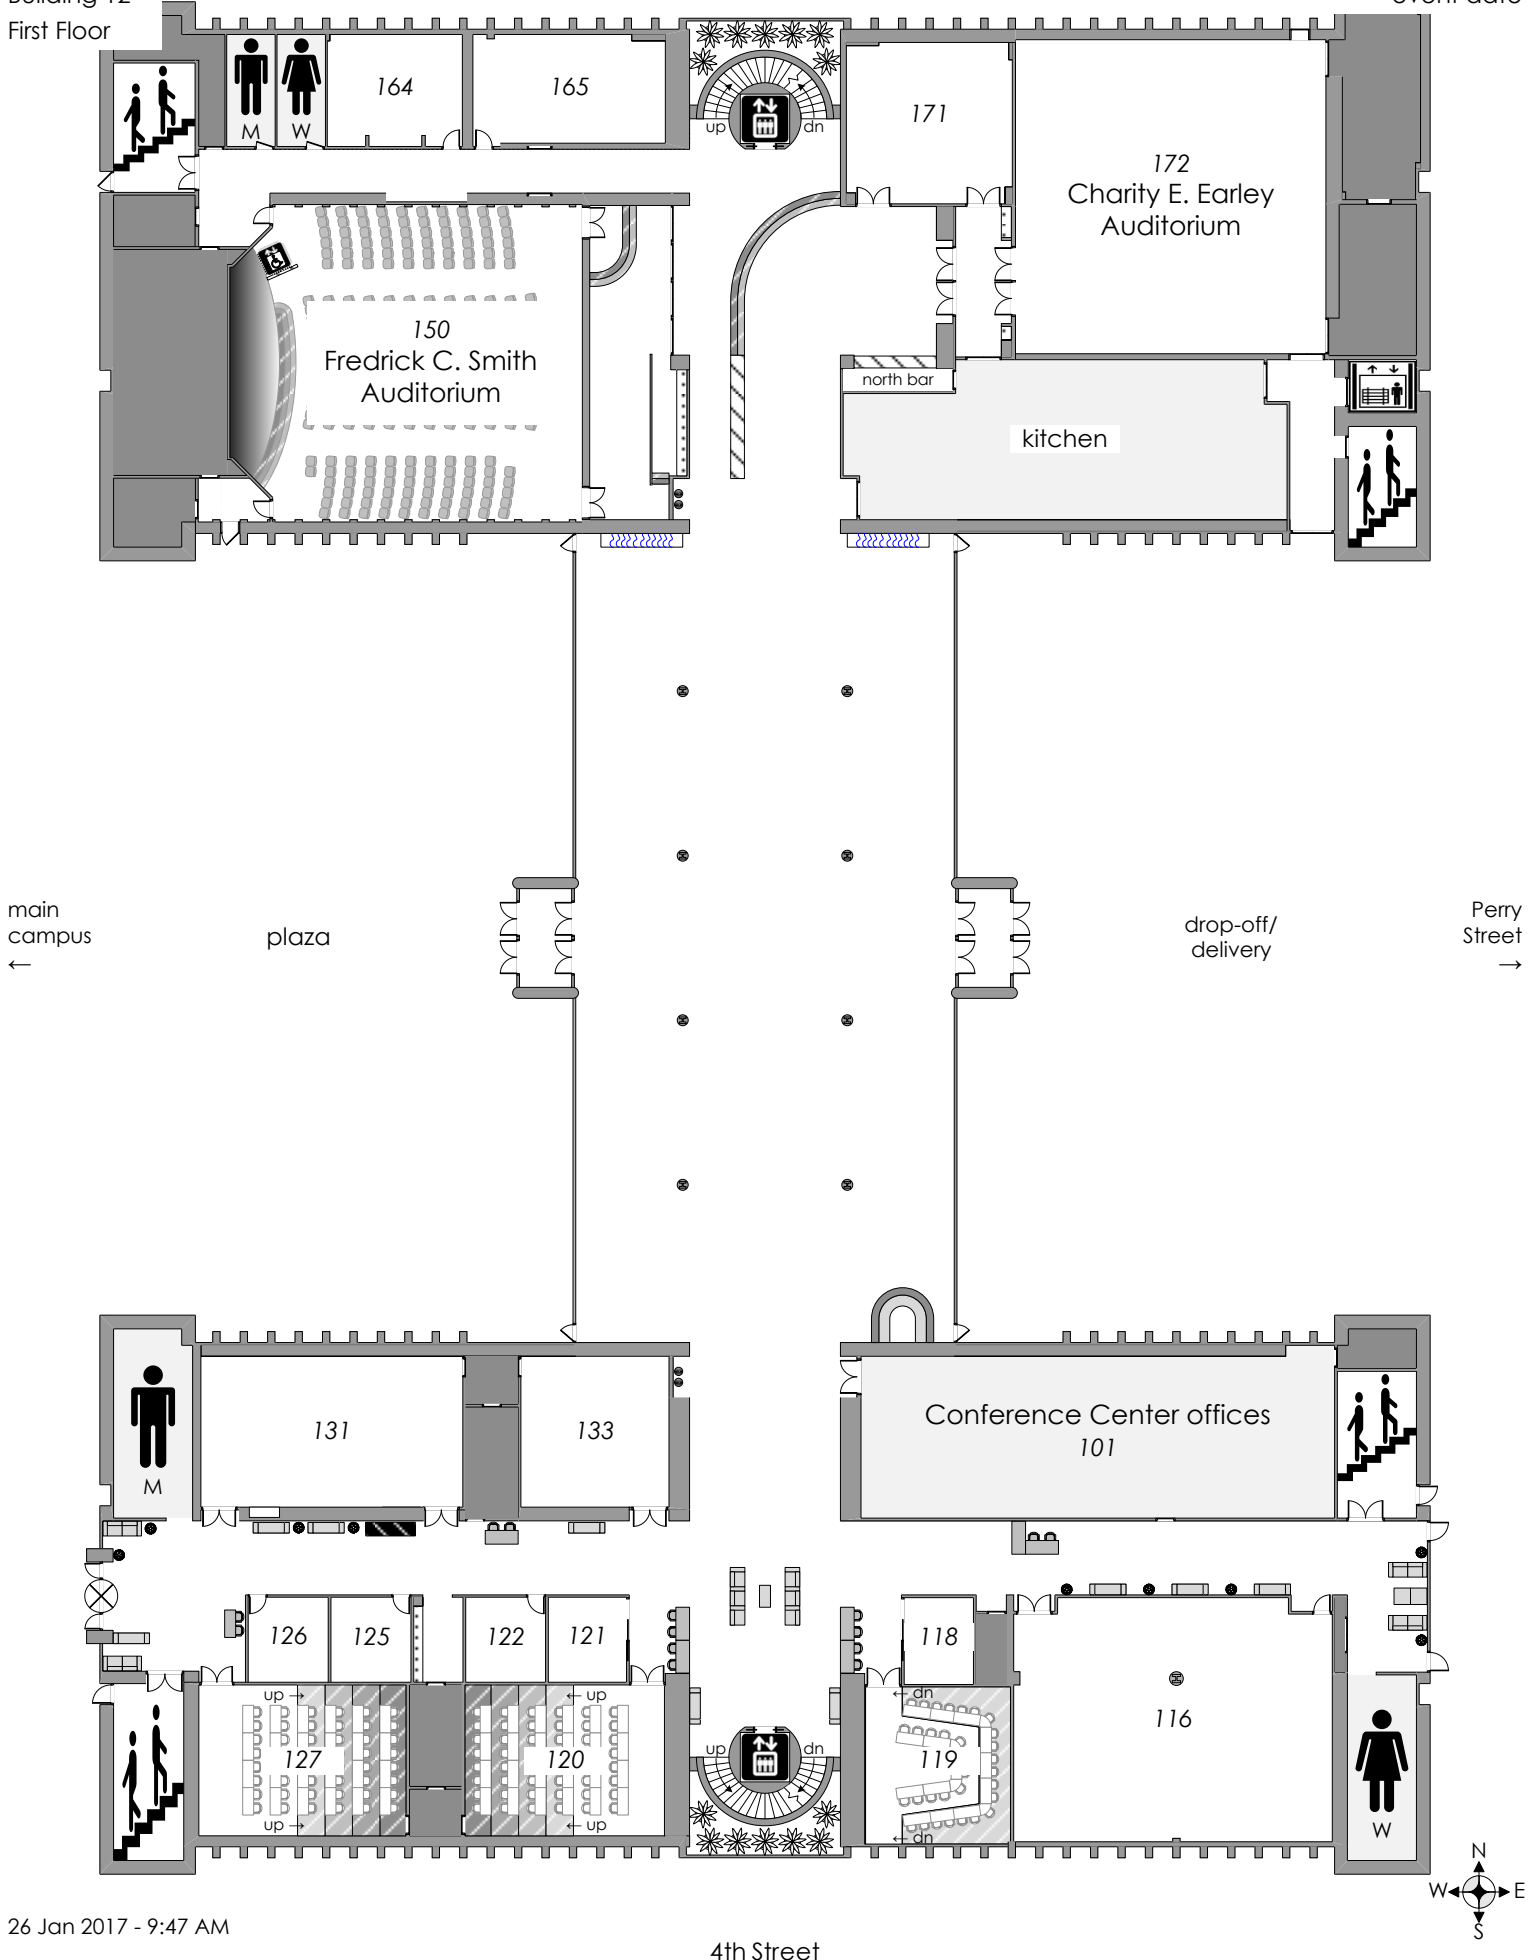 Building 12
event date
First Floor
164
165
M
W
up
dn
171
172
Charity E. Earley
Auditorium
150
Fredrick C. Smith
Auditorium
north bar
kitchen
main
campus
←
plaza
drop-off/
delivery
Perry
Street
→
131
133
M
Conference Center offices
101
126
125
122
121
118
up →
← up
← dn
127
120
up
dn
119
116
up →
← up
← dn
W
N
W
E
S
26 Jan 2017 - 9:47 AM
4th Street